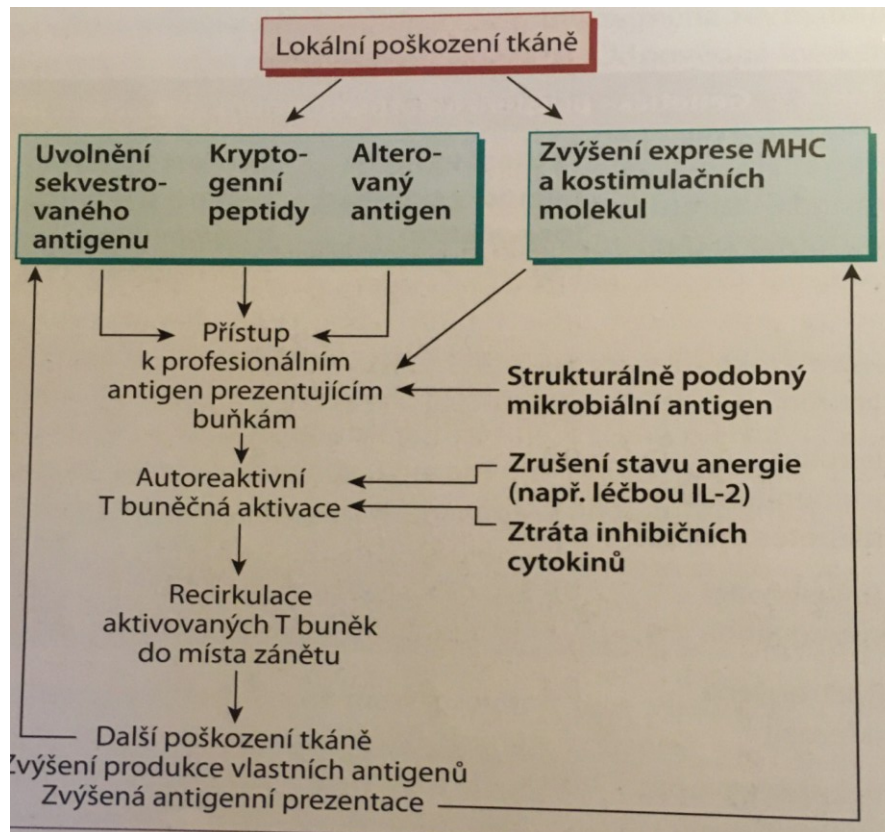 Lokální poškození tkáně
Uvolnění
sekvestro-
vaného
antigenu
Krypto-
genní
peptidy
Altero-
vaný
antigen
Zvýšení exprese MHC
a kostimulačních
molekul
Přístup
k profesionálním
antigen prezentujícím
buňkám
Strukturálně podobný
mikrobiální antigen
Autoreaktivní
T buněčná aktivace
Zrušení stavu anergie
(např. léčbou IL-2)
Ztráta inhibičních
cytokinů
Recirkulace
aktivovaných T buněk
do místa zánětu
Další poškození tkáně
Zvýšení produkce vlastních antigenů
Zvýšená antigenní prezentace